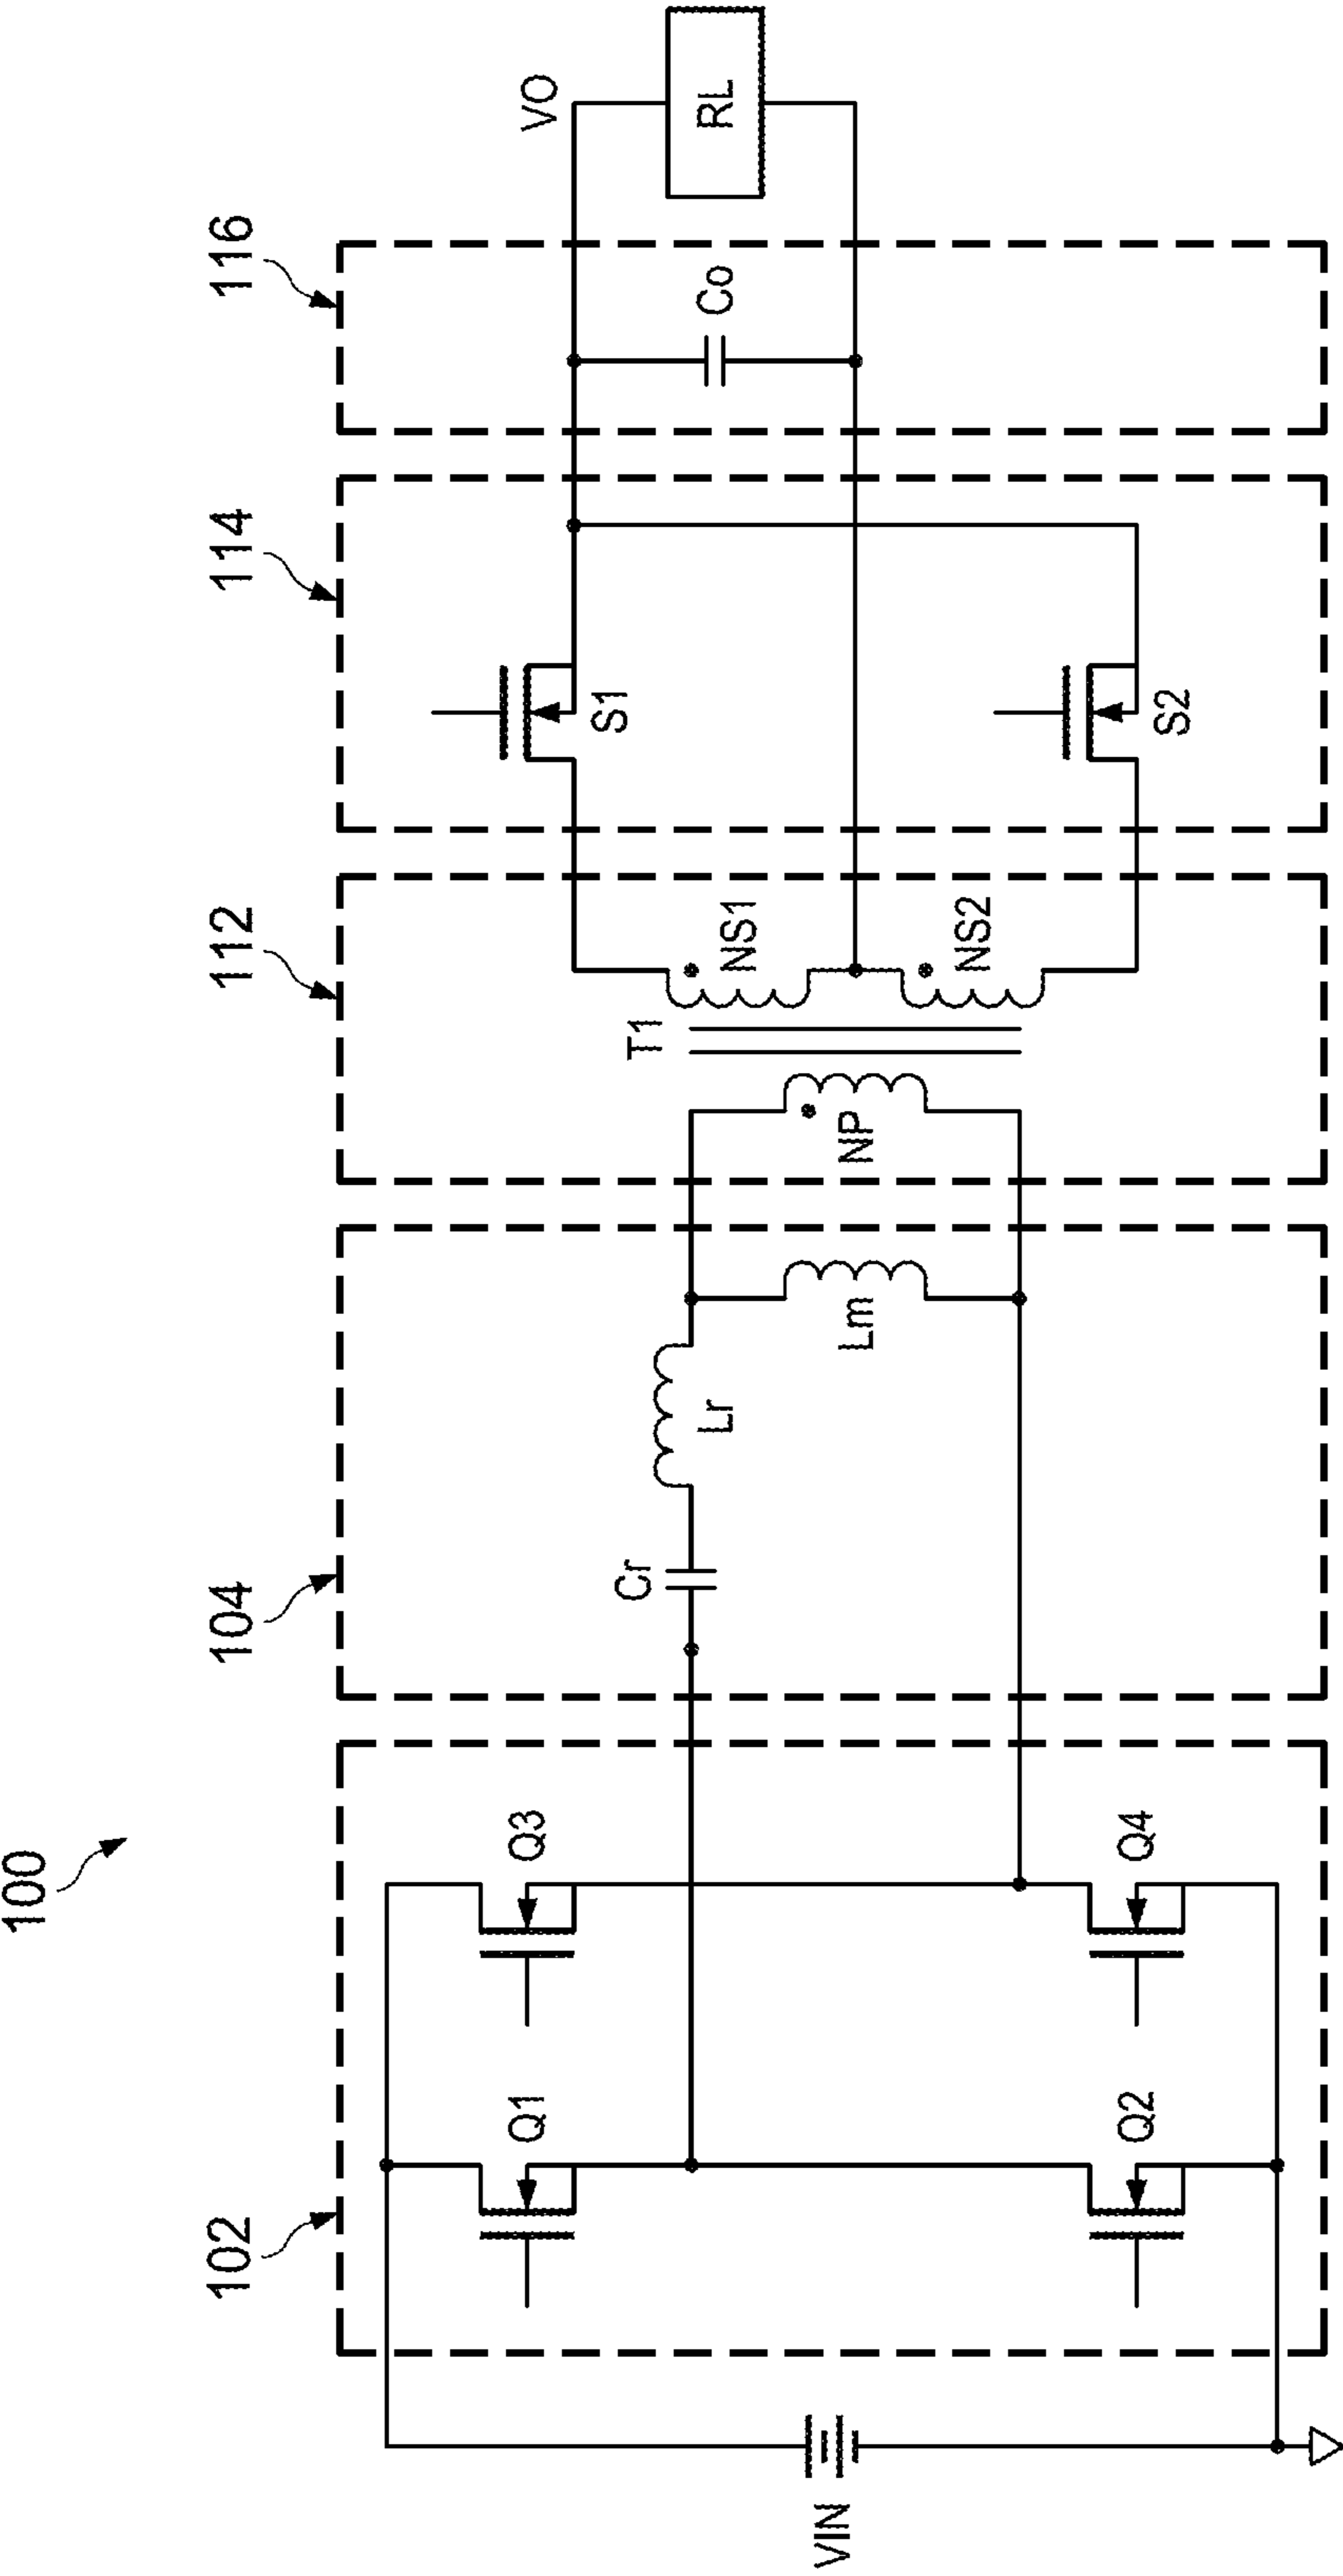 100
102
104
112
114
116
VIN
Q1
Q3
Q2
Q4
Cr
Lr
Lm
T1
NP
NS1
NS2
S1
S2
Co
VO
RL